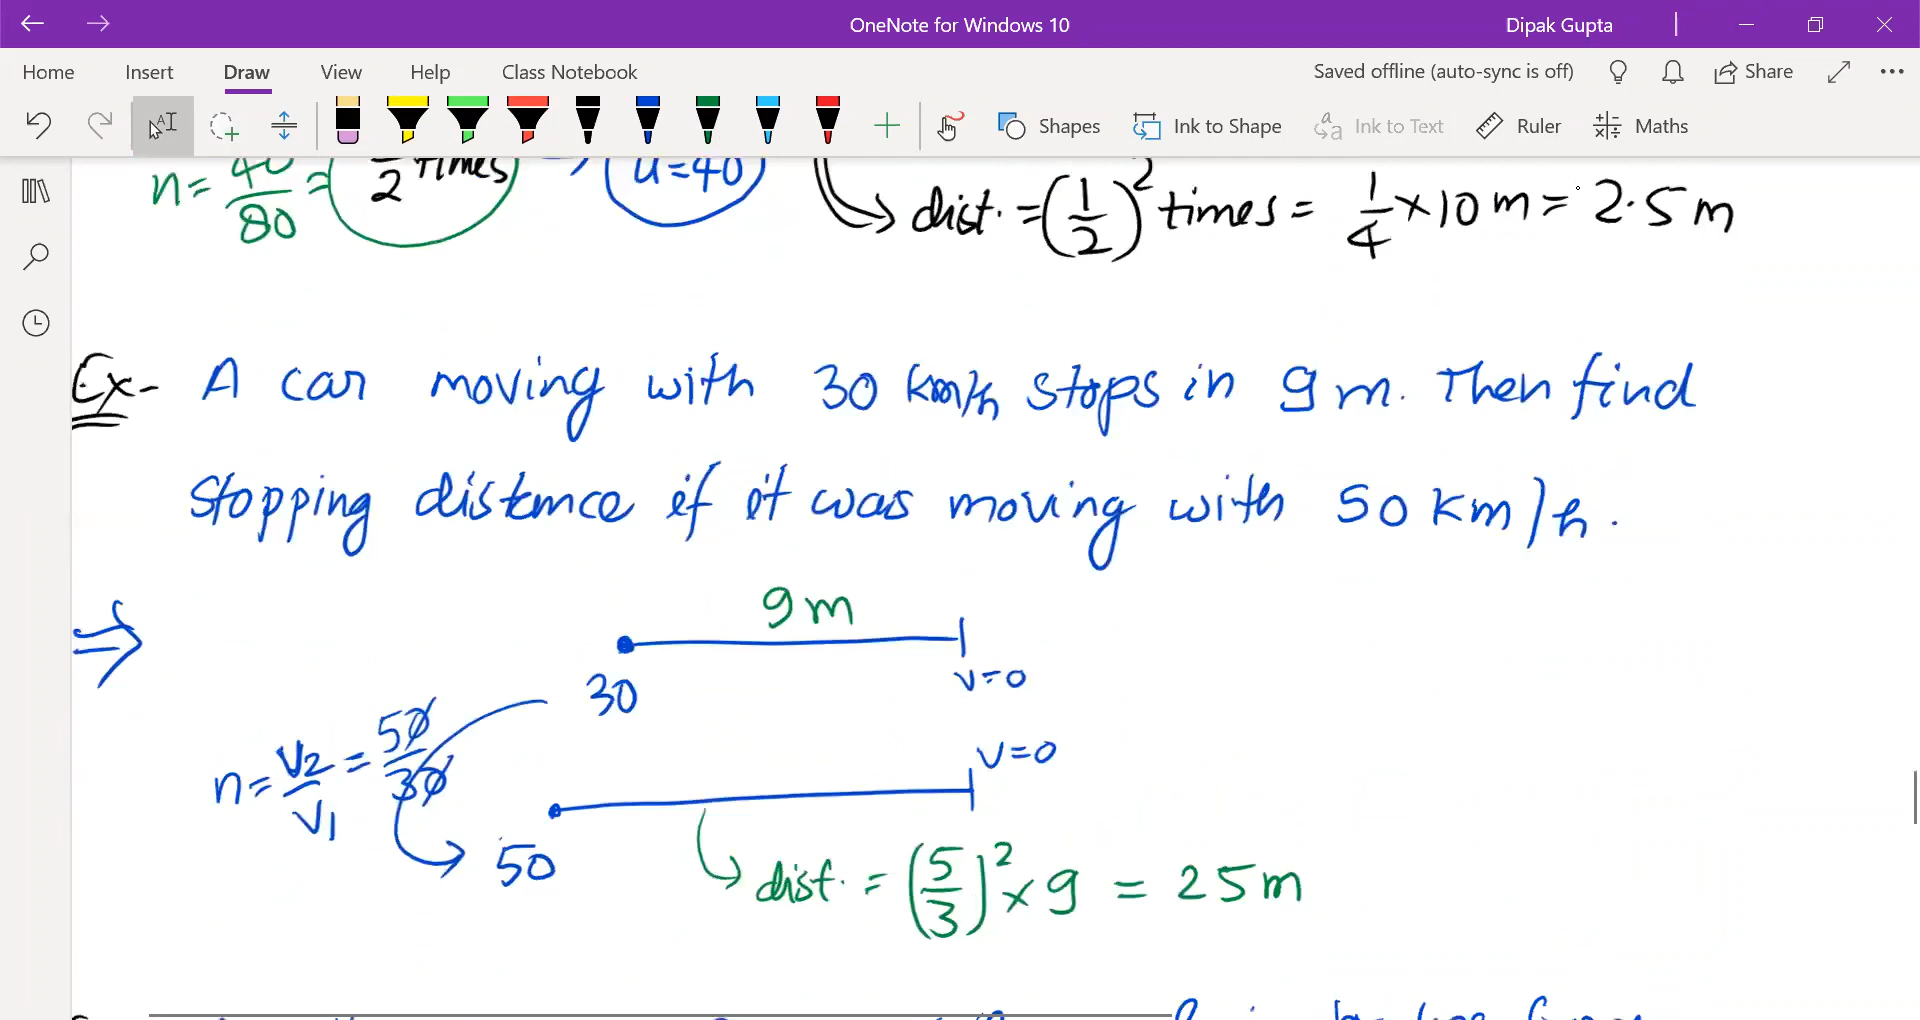 OneNote for Windows 10
Dipak Gupta
Home Insert Draw View Help Class Notebook
Saved offline (auto-sync is off) Share
Shapes Ink to Shape Ink to Text Ruler Maths
n = 40/80 = 1/2 times → u=40
dist. = (1/2)² times = 1/4 × 10 m = 2.5 m
Ex- A car moving with 30 km/h stops in 9 m. Then find
stopping distance if it was moving with 50 km/h.
⇒
9 m
30
v=0
n = V2/V1 = 50/30
v=0
50
dist. = (5/3)² × 9 = 25 m